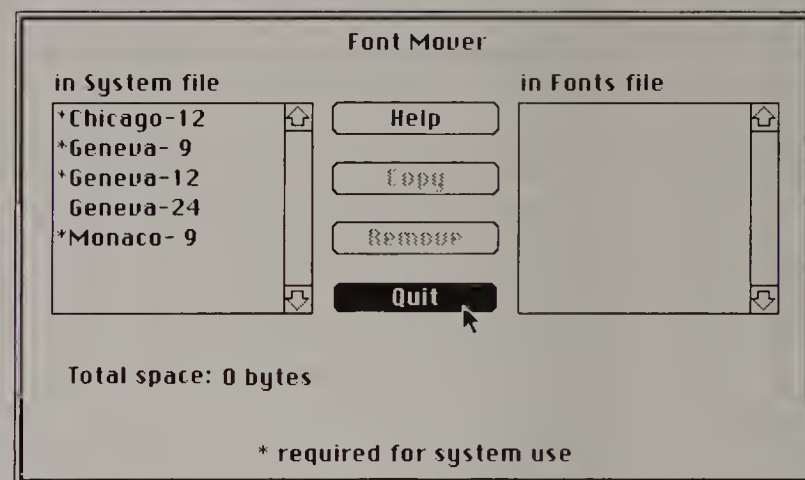 Font Mover
in System file
in Fonts file
*Chicago-12
*Geneva- 9
*Geneva-12
Geneva-24
*Monaco- 9
Help
Copy
Remove
Quit
Total space: 0 bytes
* required for system use